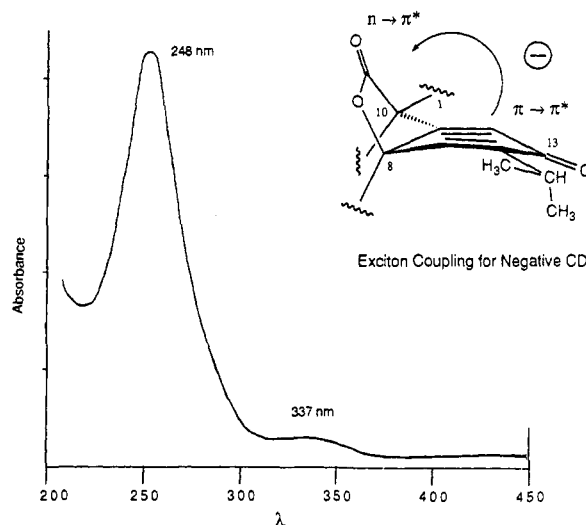 n → π*
O
O
1
10
8
−
π → π*
13
O
H₃C
CH
CH₃
Exciton Coupling for Negative CD
248 nm
337 nm
Absorbance
200 250 300 350 400 450
λ